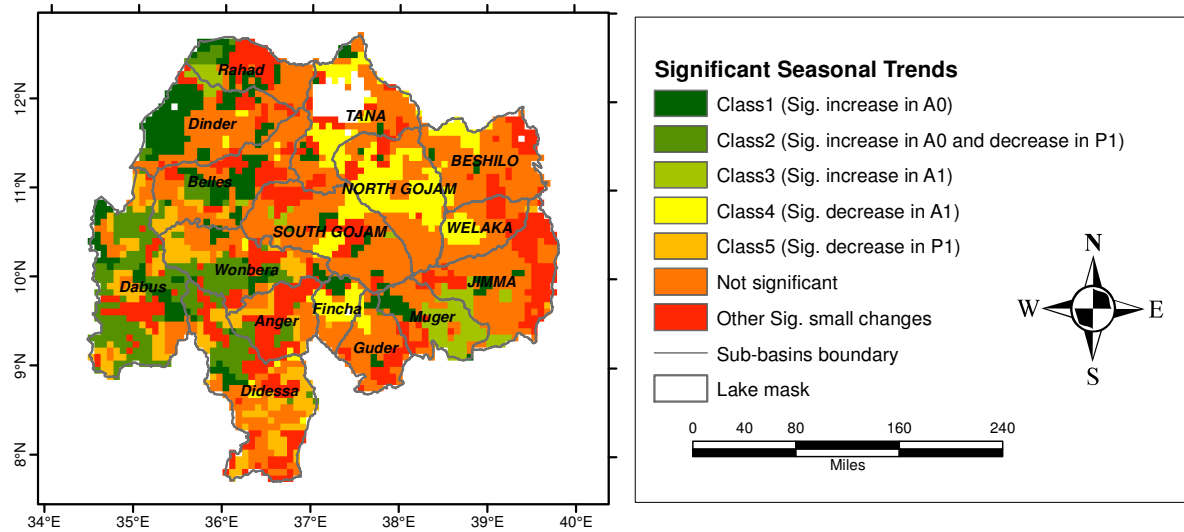 12°N
11°N
10°N
9°N
8°N
34°E
35°E
36°E
37°E
38°E
39°E
40°E
Rahad
TANA
Dinder
BESHILO
Belles
NORTH GOJAM
SOUTH GOJAM
WELAKA
Wonbera
JIMMA
Dabus
Fincha
Muger
Anger
Guder
Didessa
Significant Seasonal Trends
Class1 (Sig. increase in A0)
Class2 (Sig. increase in A0 and decrease in P1)
Class3 (Sig. increase in A1)
Class4 (Sig. decrease in A1)
Class5 (Sig. decrease in P1)
Not significant
Other Sig. small changes
Sub-basins boundary
Lake mask
0 80 160 240
Miles
N
W E
S